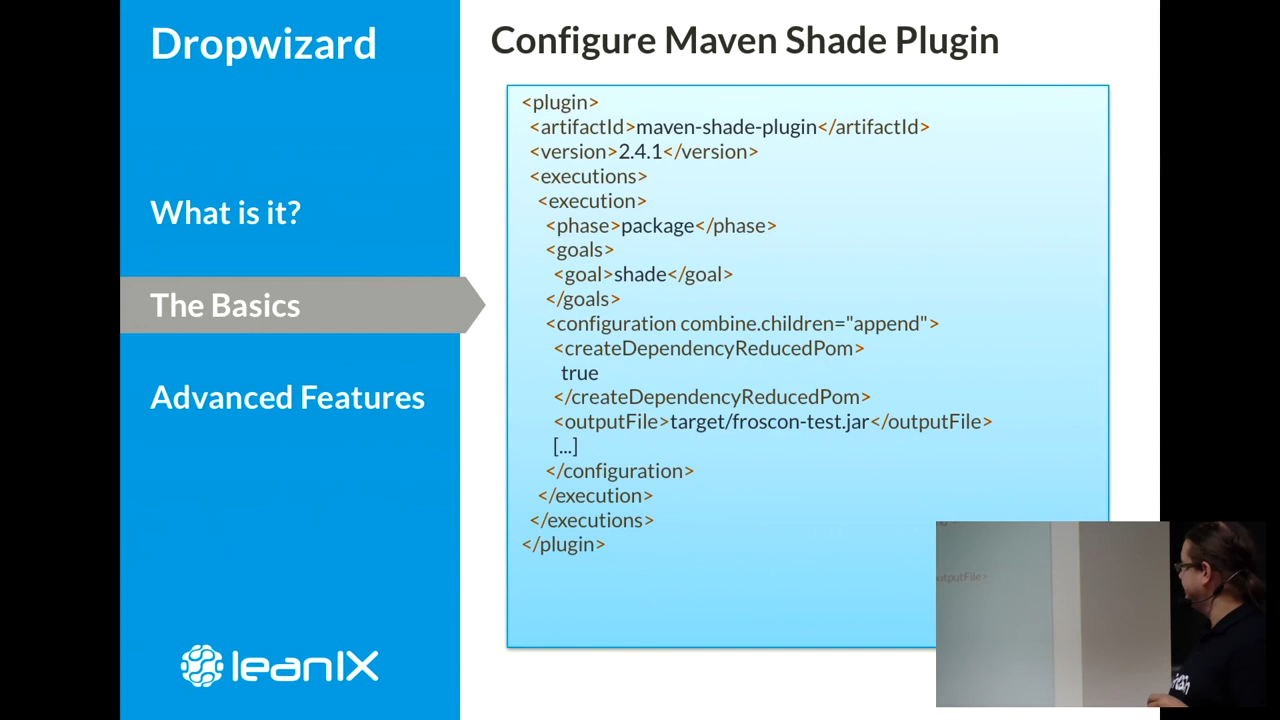 Dropwizard
What is it?
The Basics
Advanced Features
leanIX
Configure Maven Shade Plugin
<plugin>
<artifactId>maven-shade-plugin</artifactId>
<version>2.4.1</version>
<executions>
<execution>
<phase>package</phase>
<goals>
<goal>shade</goal>
</goals>
<configuration combine.children="append">
<createDependencyReducedPom>
true
</createDependencyReducedPom>
<outputFile>target/froscon-test.jar</outputFile>
[...]
</configuration>
</execution>
</executions>
</plugin>
outputFile>